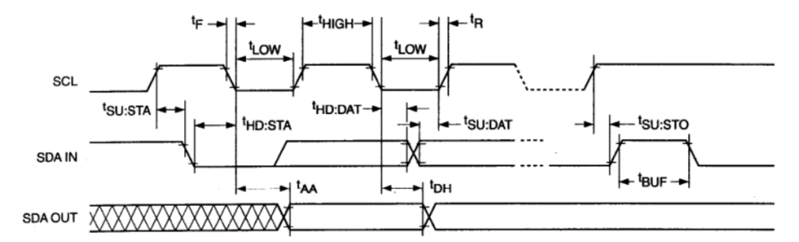 tF tHIGH tR
tLOW tLOW
SCL
tSU:STA tHD:DAT
tHD:STA tSU:DAT tSU:STO
SDA IN
tAA tDH tBUF
SDA OUT